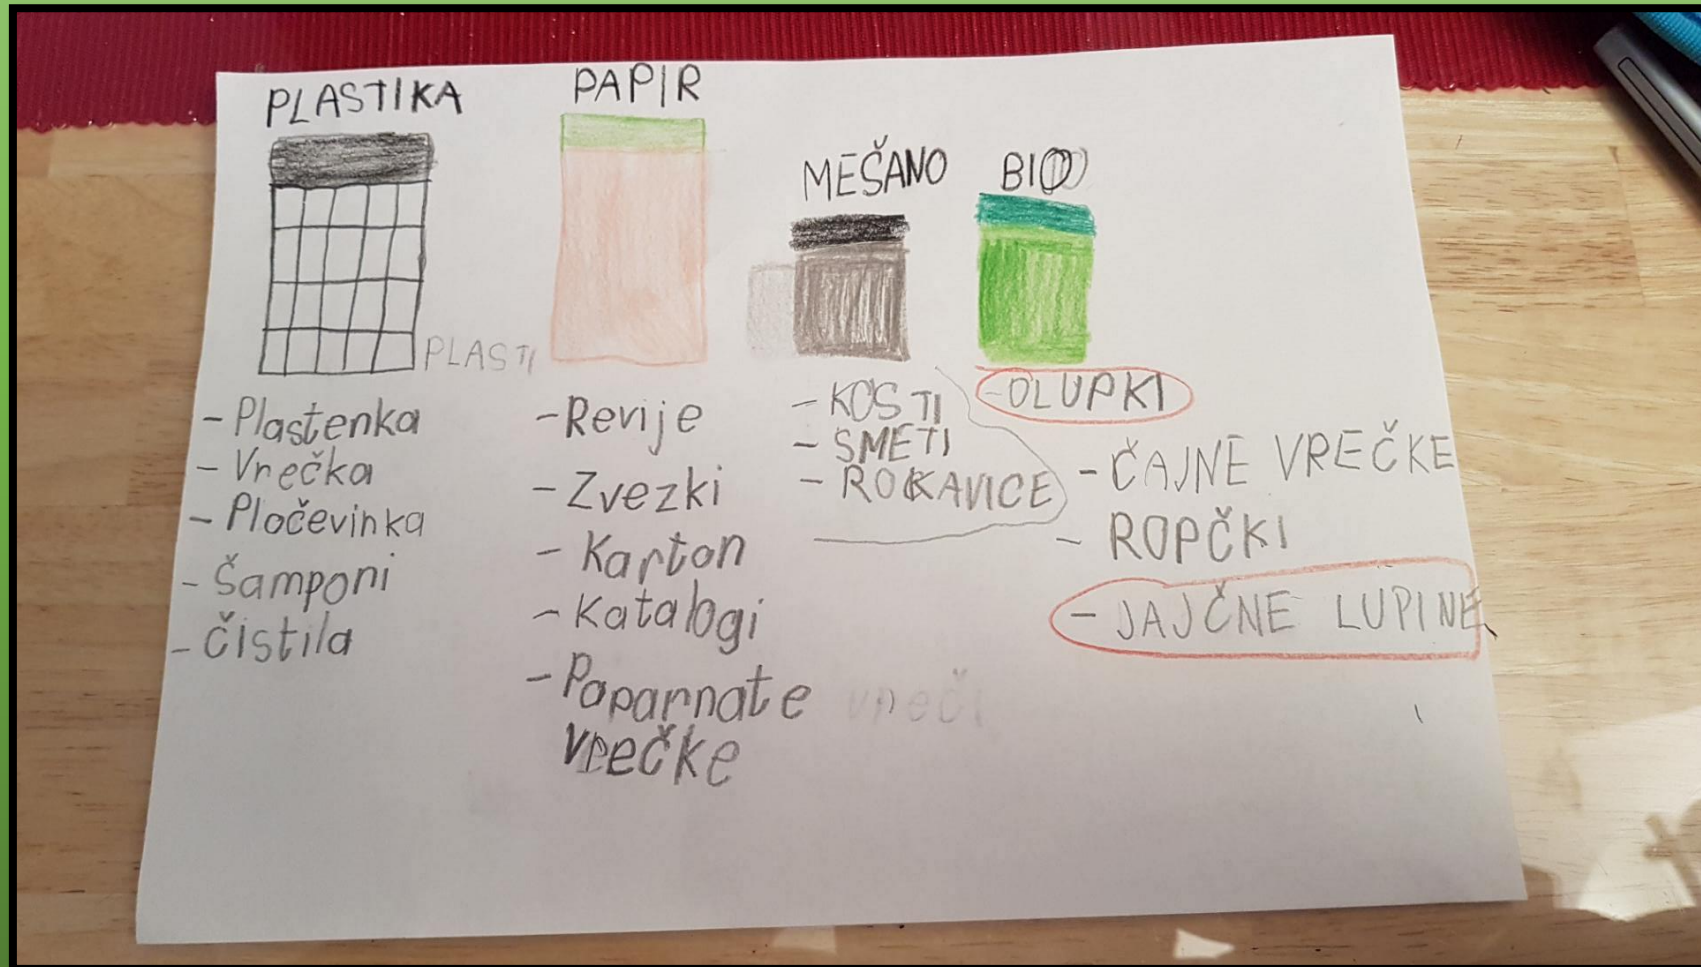 PLASTIKA
PAPIR
MEŠANO
BIO
PLASTI
- Plastenka
- Vrečka
- Pločevinka
- Šamponi
- Čistila
- Revije
- Zvezki
- Karton
- Katalogi
- Paparnate
vrečke
vreč
- KOSTI
- SMETI
- ROKAVICE
- OLUPKI
- ČAJNE VREČKE
- ROPČKI
- JAJČNE LUPINE